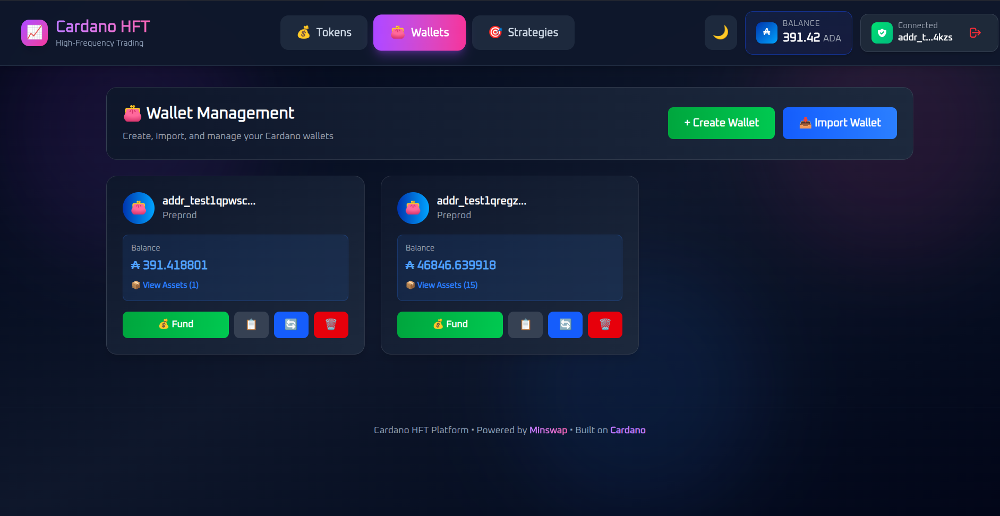 Cardano HFT
High-Frequency Trading
Tokens
Wallets
Strategies
BALANCE
391.42 ADA
Connected
addr_t...4kzs
Wallet Management
Create, import, and manage your Cardano wallets
+ Create Wallet
Import Wallet
addr_test1qpwsc...
Preprod
Balance
₳ 391.418801
View Assets (1)
Fund
addr_test1qregz...
Preprod
Balance
₳ 46846.639918
View Assets (15)
Fund
Cardano HFT Platform • Powered by Minswap • Built on Cardano